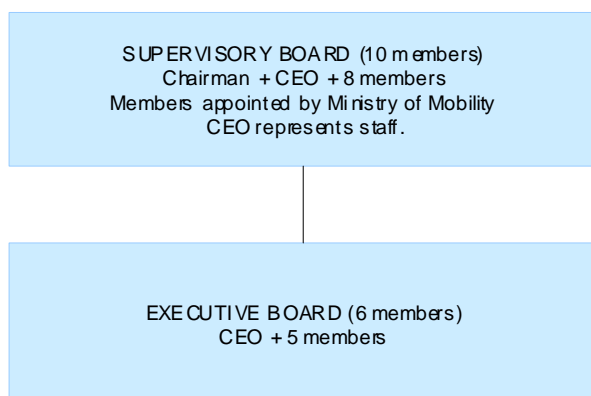 SUPERVISORY BOARD (10 members)
Chairman + CEO + 8 members
Members appointed by Ministry of Mobility
CEO represents staff.
EXECUTIVE BOARD (6 members)
CEO + 5 members